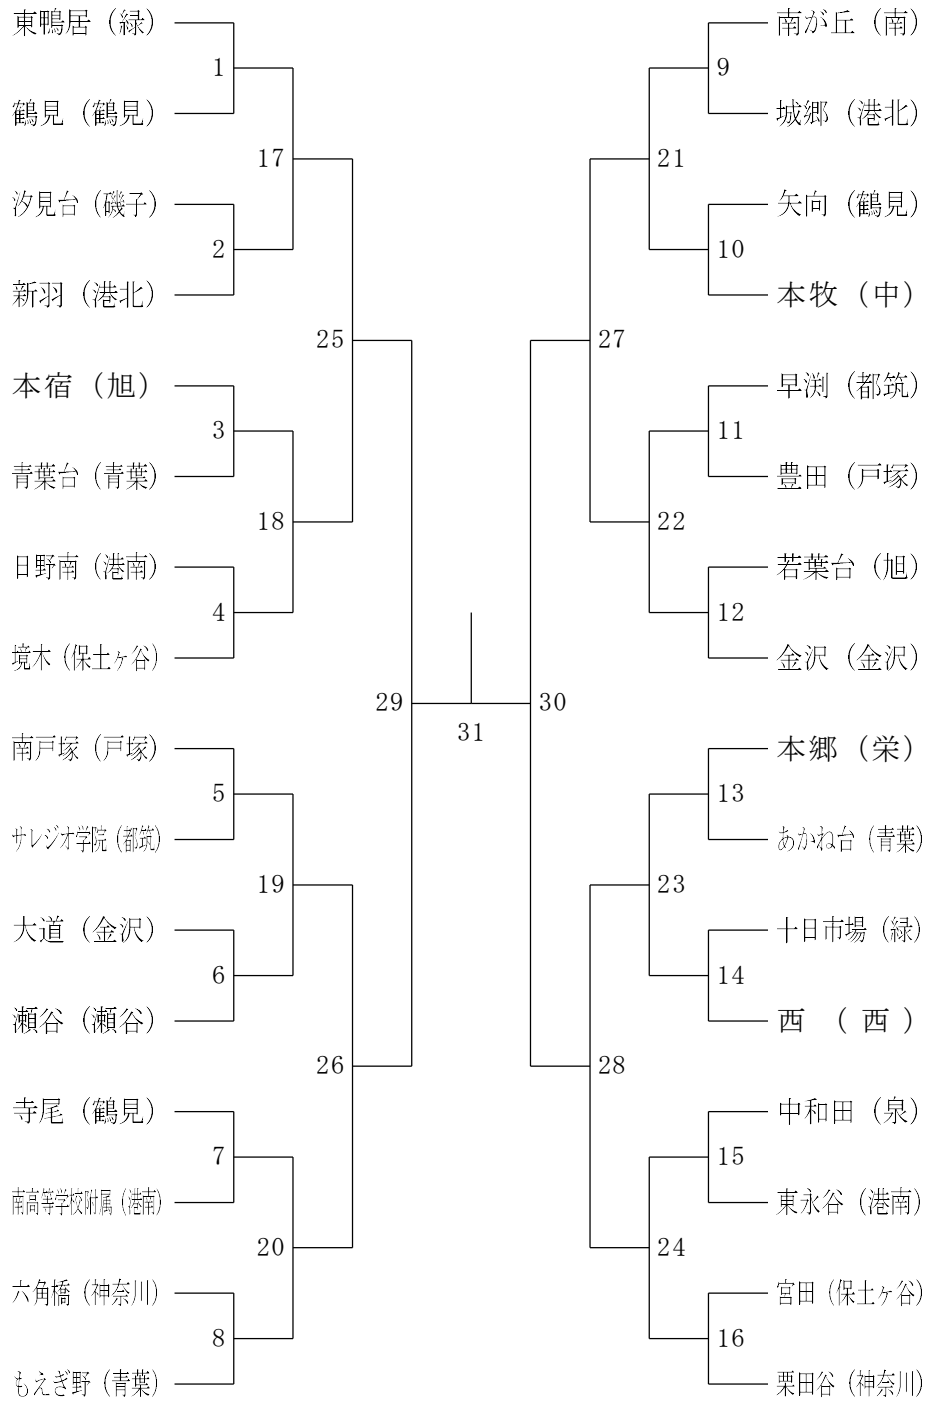 東鴨居（緑）
1
鶴見（鶴見）
17
汐見台（磯子）
2
新羽（港北）
25
本宿（旭）
3
青葉台（青葉）
18
日野南（港南）
4
境木（保土ヶ谷）
29
南戸塚（戸塚）
5
サレジオ学院（都筑）
19
大道（金沢）
6
瀬谷（瀬谷）
26
寺尾（鶴見）
7
南高等学校附属（港南）
20
六角橋（神奈川）
8
もえぎ野（青葉）
31
南が丘（南）
9
城郷（港北）
21
矢向（鶴見）
10
本牧（中）
27
早渕（都筑）
11
豊田（戸塚）
22
若葉台（旭）
12
金沢（金沢）
30
本郷（栄）
13
あかね台（青葉）
23
十日市場（緑）
14
西（西）
28
中和田（泉）
15
東永谷（港南）
24
宮田（保土ヶ谷）
16
栗田谷（神奈川）